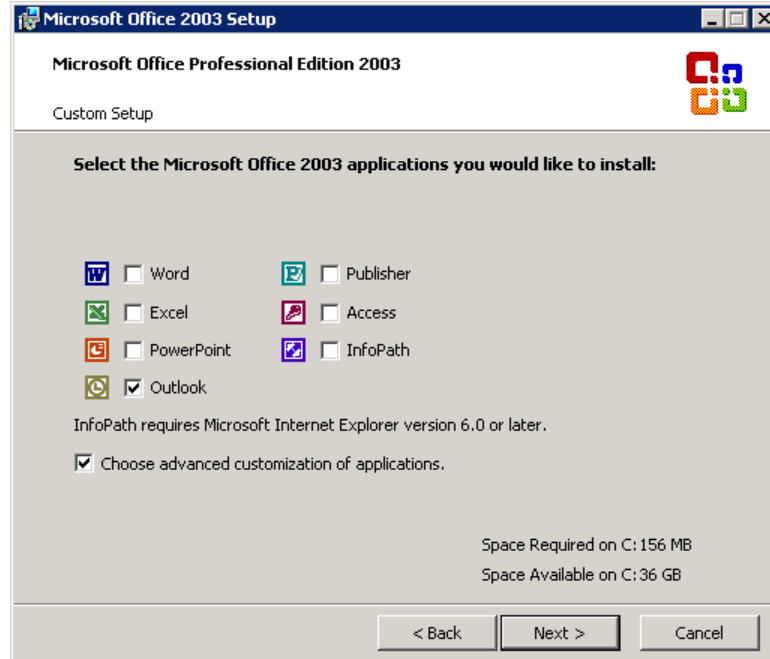 Microsoft Office 2003 Setup
Microsoft Office Professional Edition 2003
Custom Setup
Select the Microsoft Office 2003 applications you would like to install:
Word
Publisher
Excel
Access
PowerPoint
InfoPath
Outlook
InfoPath requires Microsoft Internet Explorer version 6.0 or later.
Choose advanced customization of applications.
Space Required on C: 156 MB
Space Available on C: 36 GB
< Back
Next >
Cancel